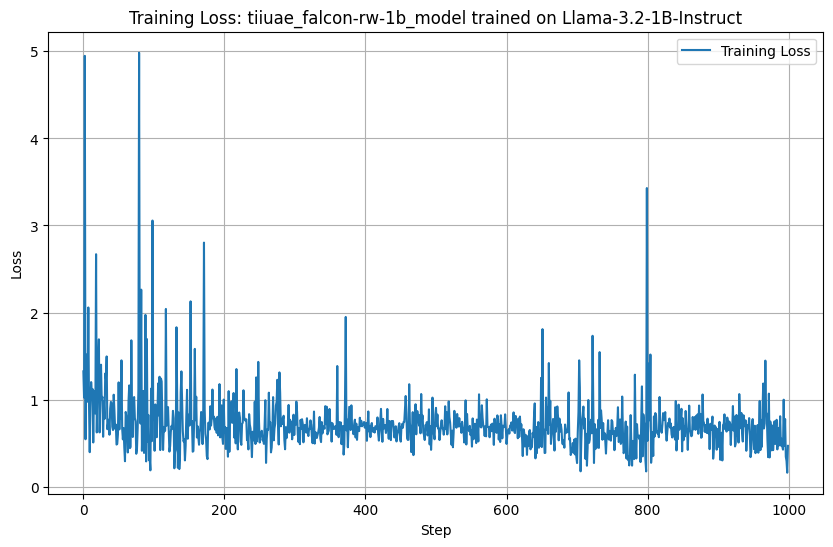 Training Loss: tiiuae_falcon-rw-1b_model trained on Llama-3.2-1B-Instruct
Training Loss
5
4
3
2
1
0
Loss
0 200 400 600 800 1000
Step